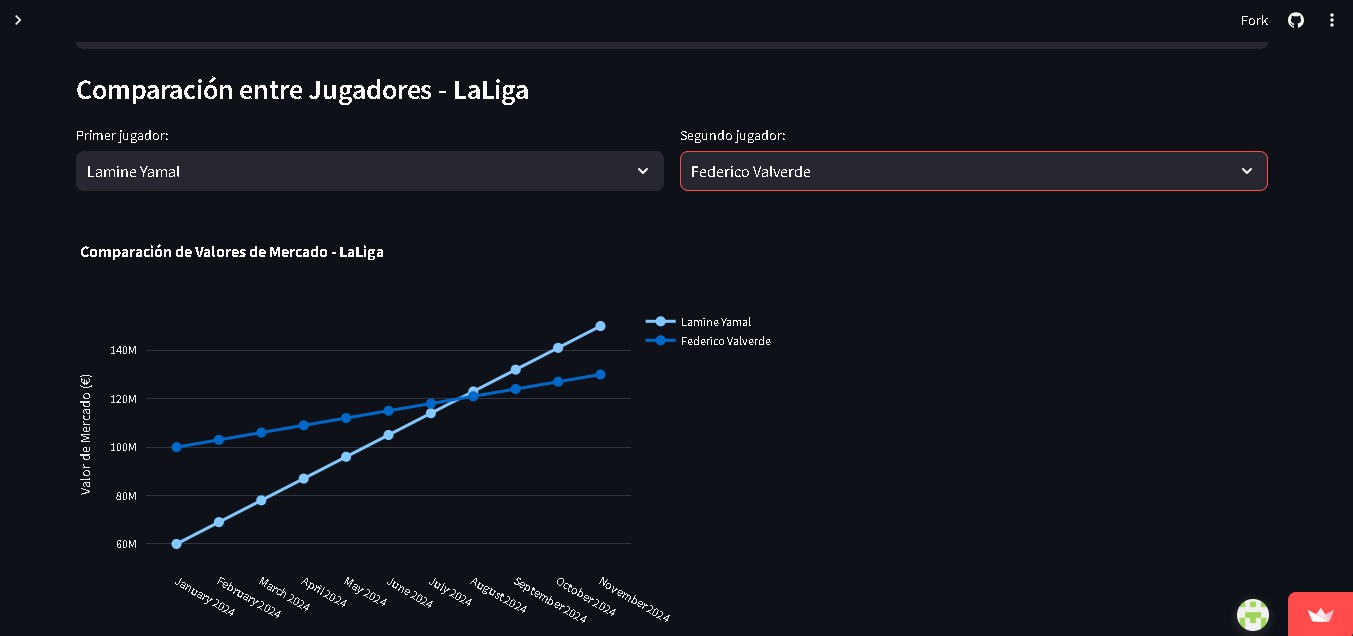 Fork
Comparación entre Jugadores - LaLiga
Primer jugador:
Segundo jugador:
Lamine Yamal
Federico Valverde
Comparación de Valores de Mercado - LaLiga
Lamine Yamal
Federico Valverde
Valor de Mercado (€)
140M
120M
100M
80M
60M
January 2024
February 2024
March 2024
April 2024
May 2024
June 2024
July 2024
August 2024
September 2024
October 2024
November 2024